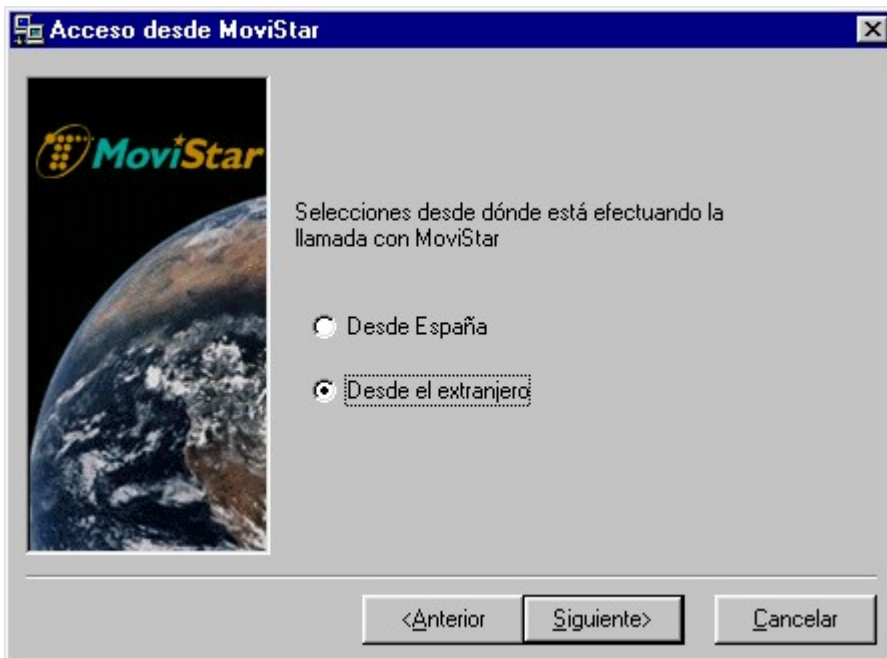 Acceso desde MoviStar
MoviStar
Selecciones desde dónde está efectuando la
llamada con MoviStar
Desde España
Desde el extranjero
<Anterior
Siguiente>
Cancelar